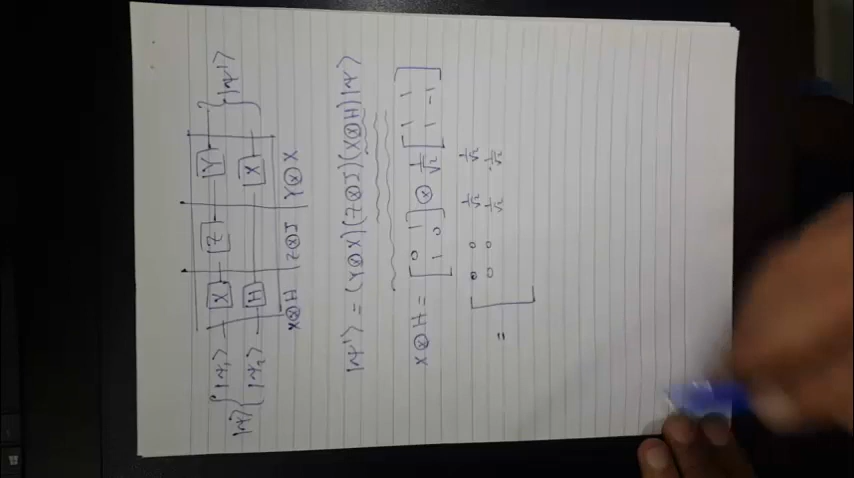 |ψ⟩ { |ψ₁⟩ X Z Y } |ψ'⟩
|ψ₂⟩ H X
X⊗H | Z⊗I | Y⊗X
|ψ'⟩ = (Y⊗X)(Z⊗I)(X⊗H)|ψ⟩
X⊗H = [0 1; 1 0] ⊗ 1/√2 [1 1; 1 -1]
= [ 0 0 1/√2 1/√2
0 0 1/√2 -1/√2